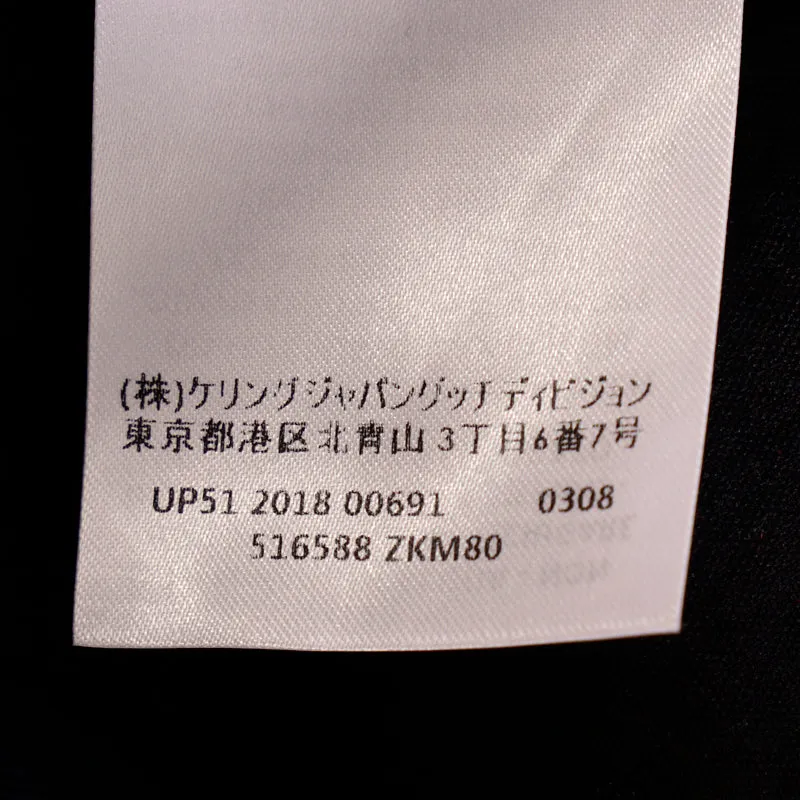 (株)ケリングジャパングッチ ディビジョン
東京都港区北青山 3丁目6番7号
UP51 2018 00691 0308
516588 ZKM80